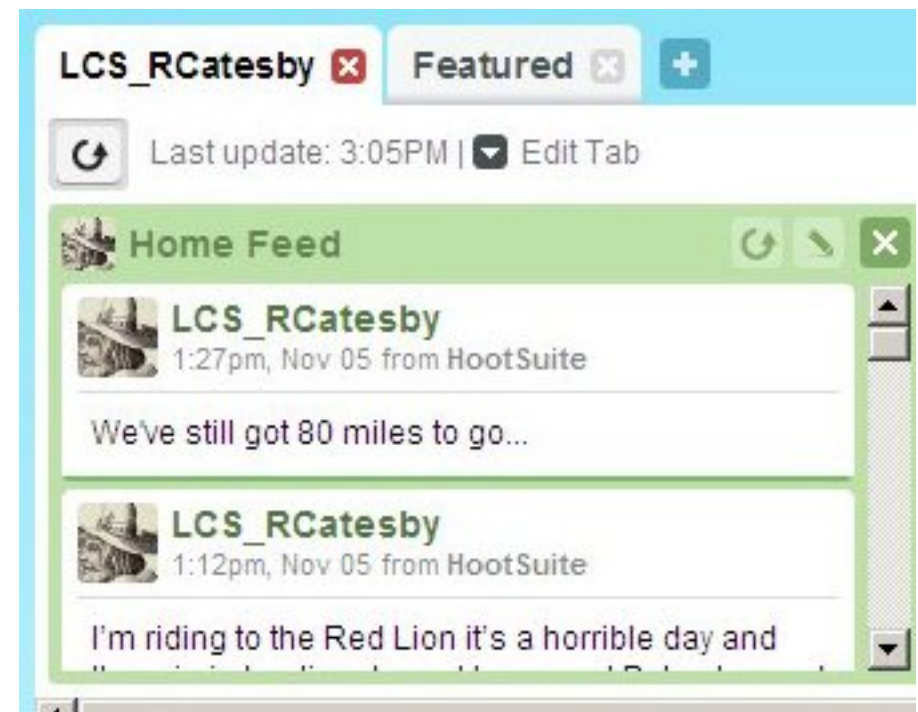 LCS_RCatesby Featured
Last update: 3:05PM | Edit Tab
Home Feed
LCS_RCatesby
1:27pm, Nov 05 from HootSuite
We've still got 80 miles to go...
LCS_RCatesby
1:12pm, Nov 05 from HootSuite
I'm riding to the Red Lion it's a horrible day and